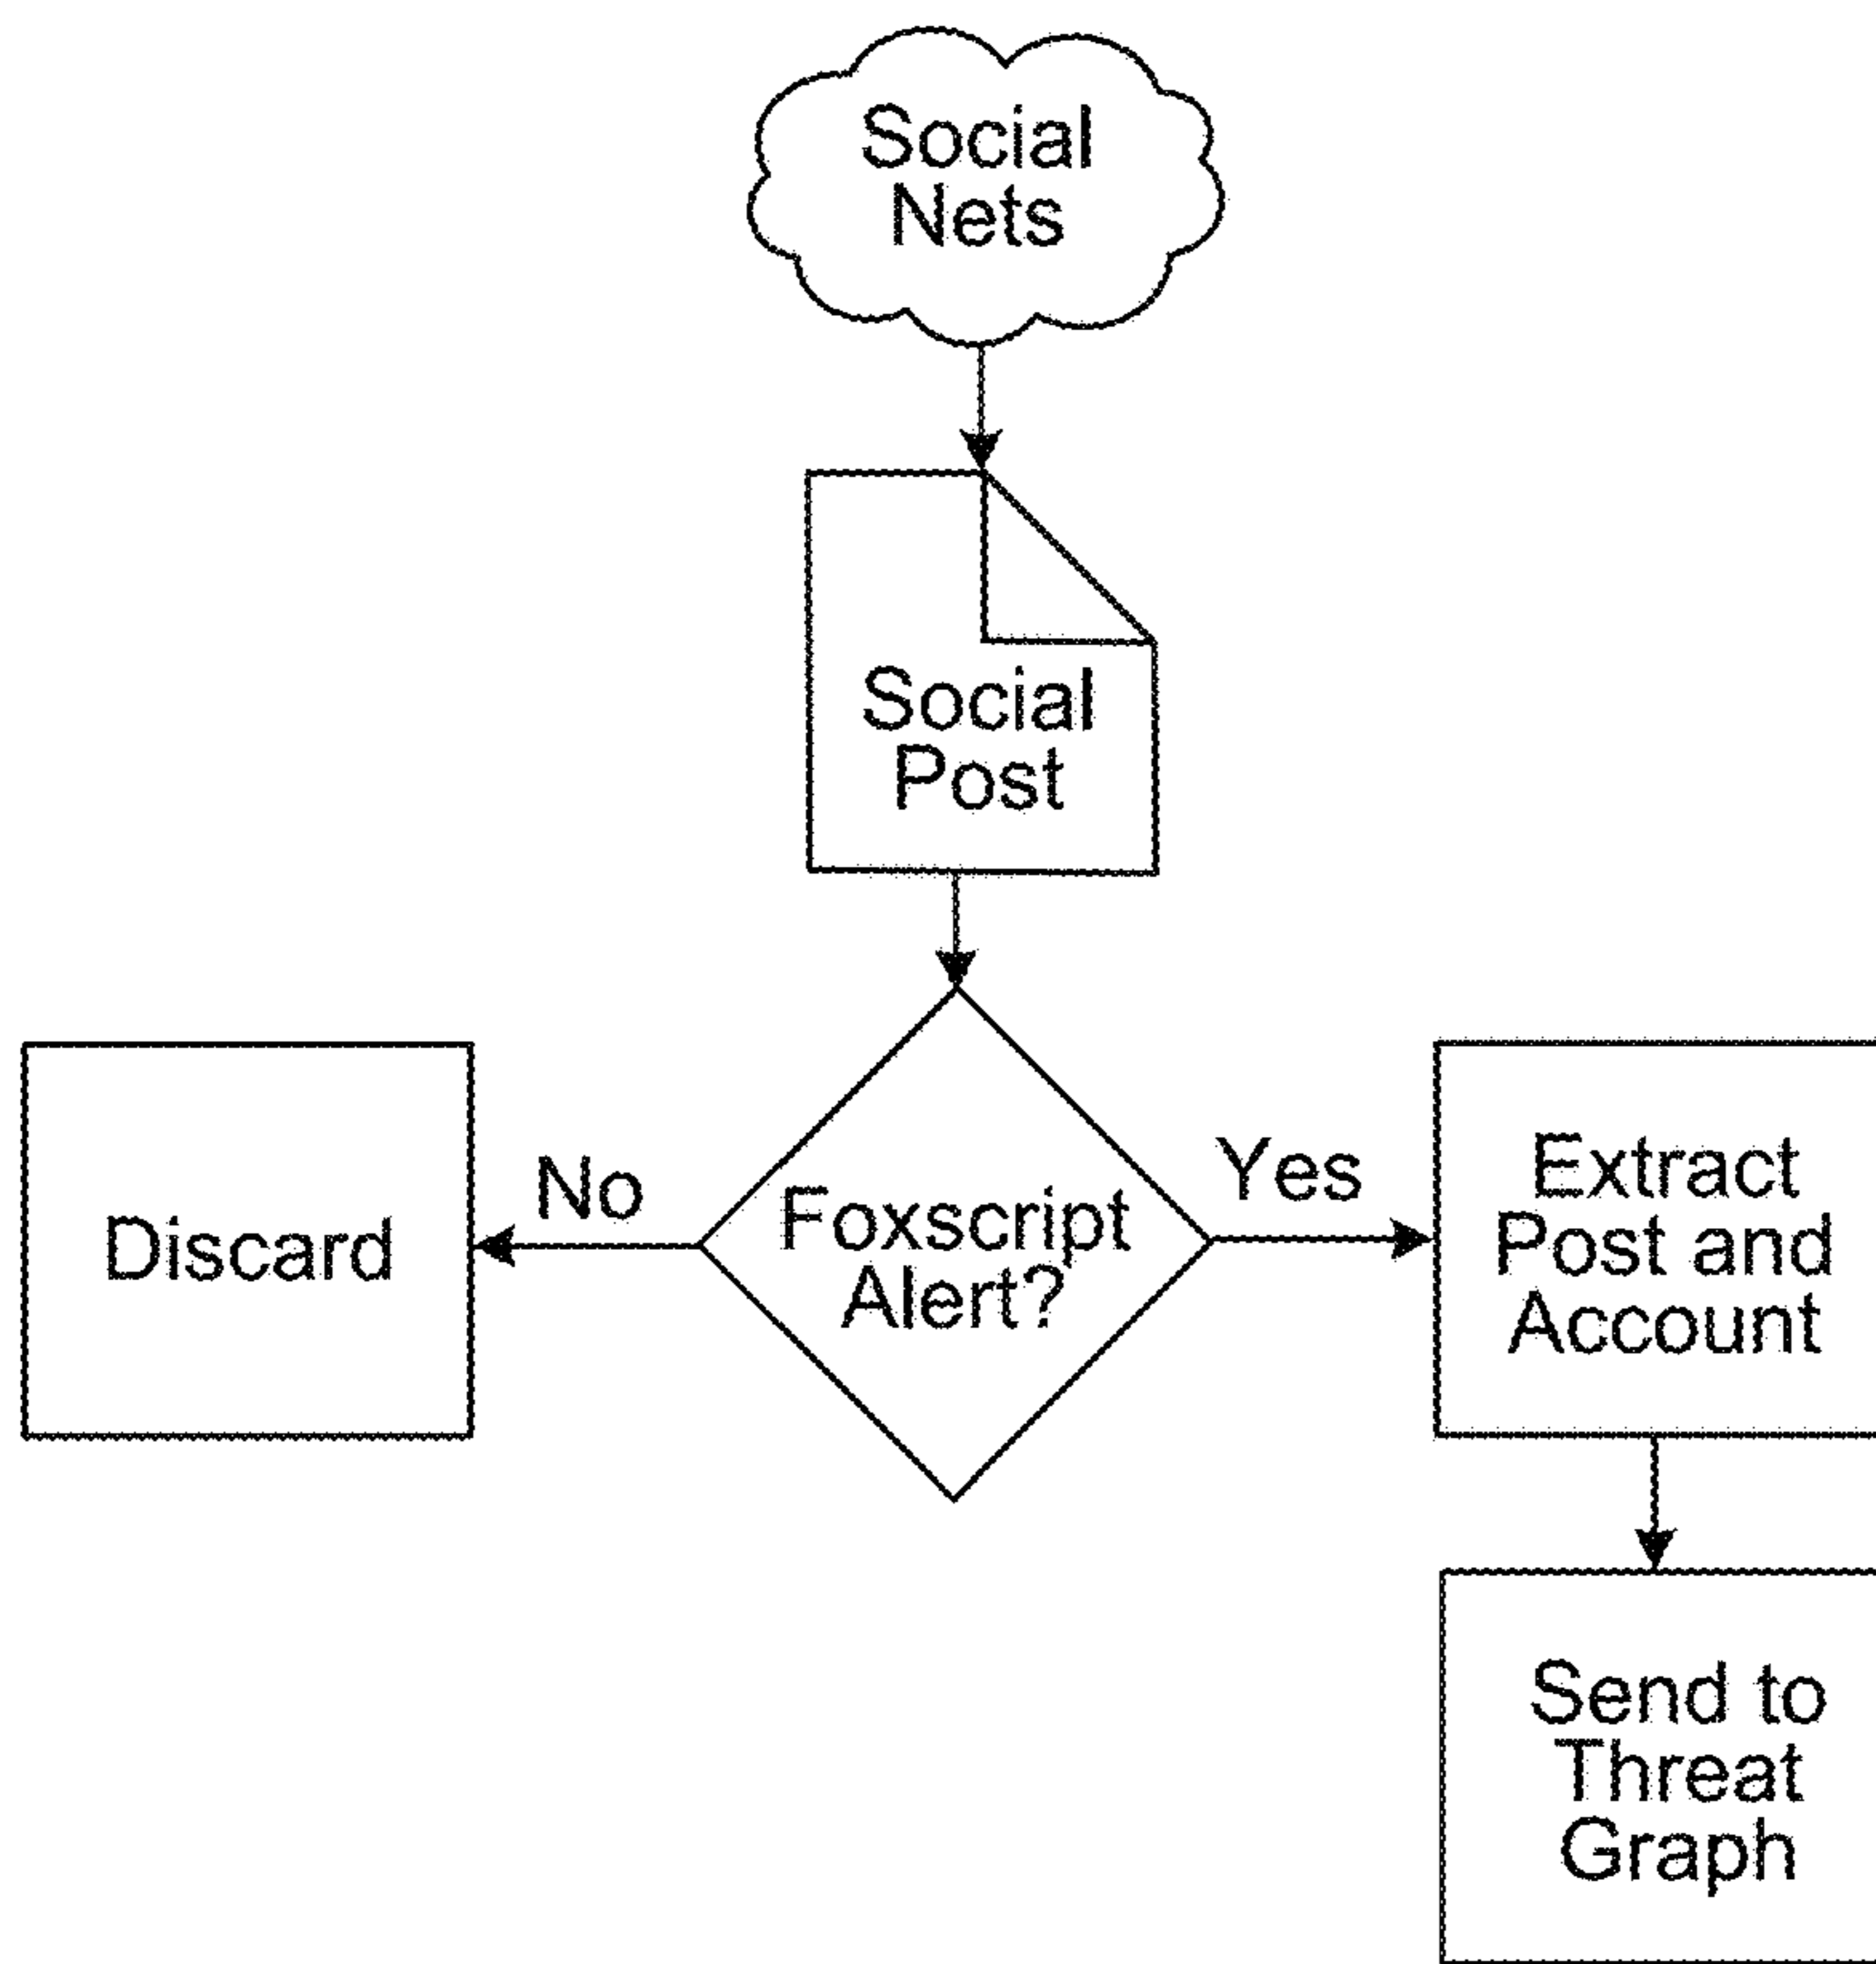 Social
Nets
Social
Post
Discard
No
Foxscript
Alert?
Yes
Extract
Post and
Account
Send to
Threat
Graph